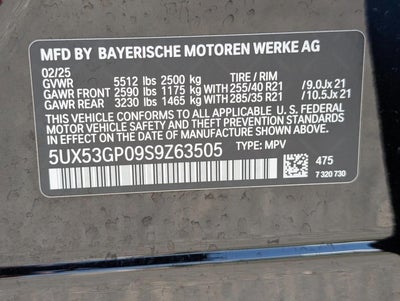 MFD BY BAYERISCHE MOTOREN WERKE AG
02/25
GVWR 5512 lbs 2500 kg TIRE / RIM
GAWR FRONT 2590 lbs 1175 kg WITH 255/40 R21 /9.0Jx21
GAWR REAR 3230 lbs 1465 kg WITH 285/35 R21 /10.5Jx21
THIS VEHICLE CONFORMS TO ALL APPLICABLE U.S. FEDERAL
MOTOR VEHICLE SAFETY AND THEFT PREVENTION STANDARDS
IN EFFECT ON THE DATE OF MANUFACTURE SHOWN ABOVE.
5UX53GP09S9Z63505 TYPE: MPV
475
7 320 730